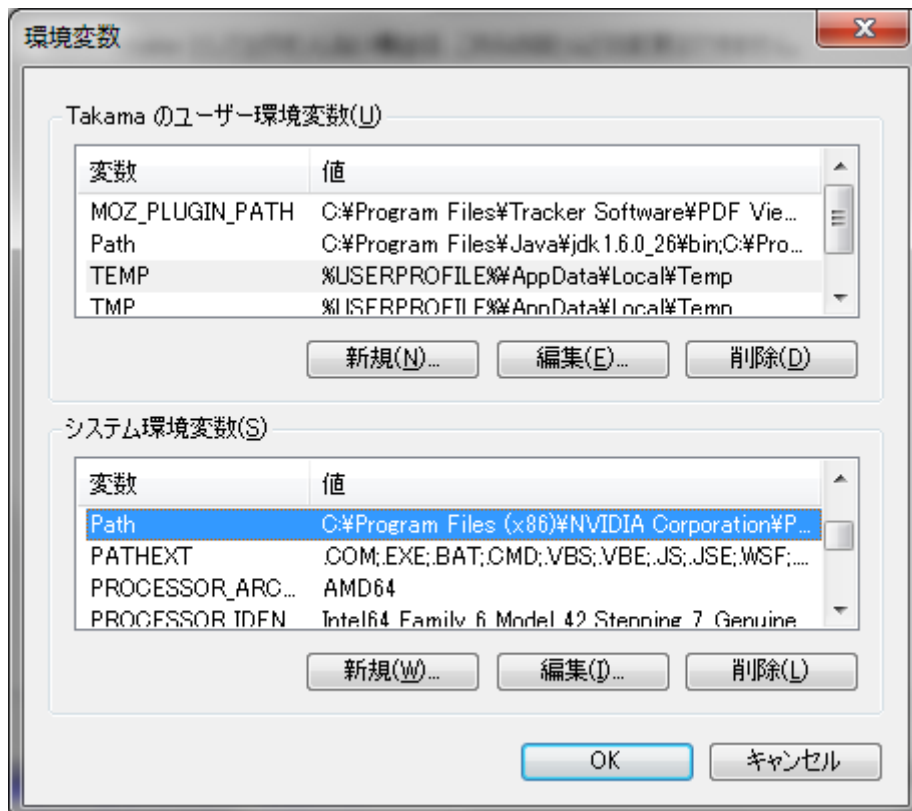 環境変数
Takama のユーザー環境変数(U)
変数 値
MOZ_PLUGIN_PATH C:¥Program Files¥Tracker Software¥PDF Vie...
Path C:¥Program Files¥Java¥jdk1.6.0_26¥bin;C:¥Pro...
TEMP %USERPROFILE%¥AppData¥Local¥Temp
TMP %USERPROFILE%¥AppData¥Local¥Temp
新規(N)... 編集(E)... 削除(D)
システム環境変数(S)
変数 値
Path C:¥Program Files (x86)¥NVIDIA Corporation¥P...
PATHEXT .COM;.EXE;.BAT;.CMD;.VBS;.VBE;.JS;.JSE;.WSF;....
PROCESSOR_ARC... AMD64
PROCESSOR_IDEN Intel64 Family 6 Model 42 Stepping 7 Genuine
新規(W)... 編集(I)... 削除(L)
OK キャンセル